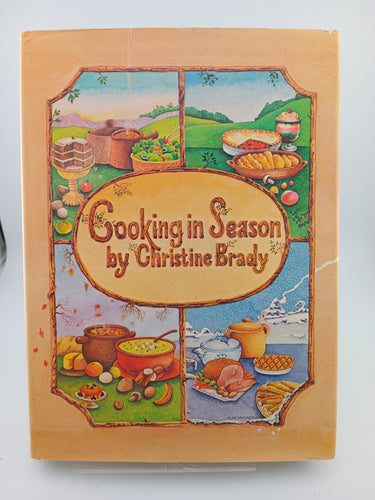 Cooking in Season
by Christine Brady